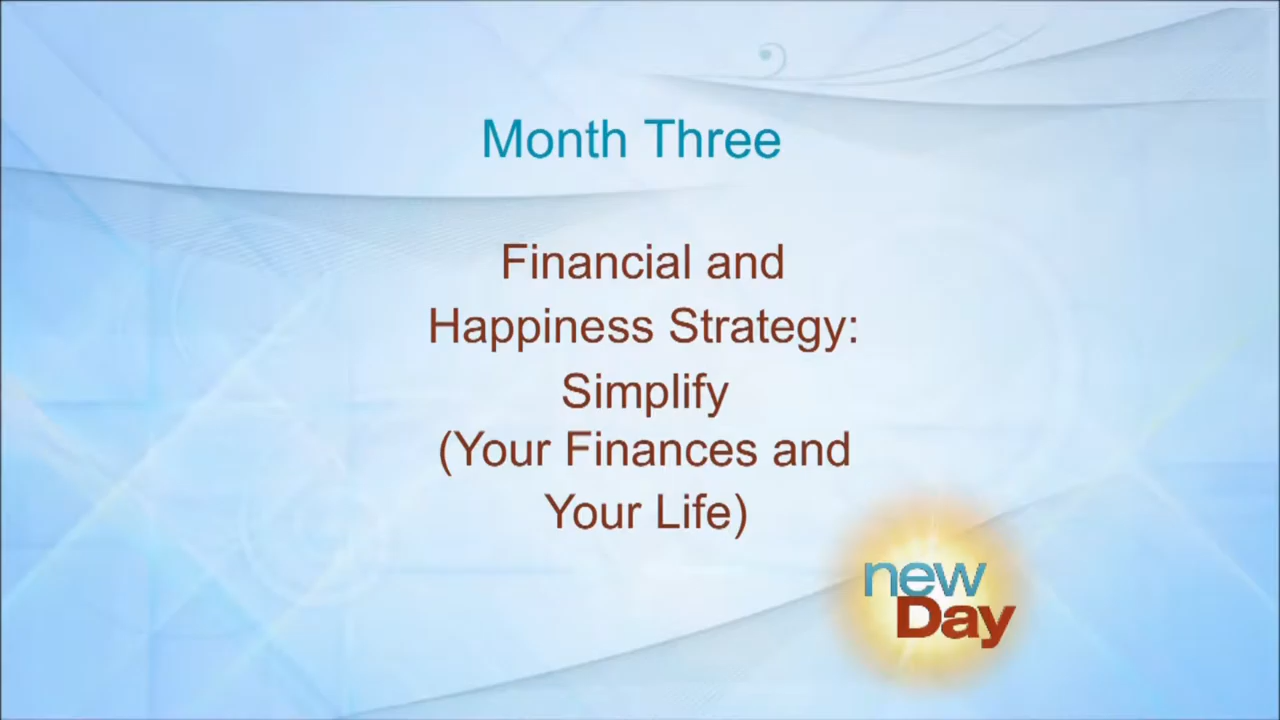 Month Three
Financial and
Happiness Strategy:
Simplify
(Your Finances and
Your Life)
new
Day